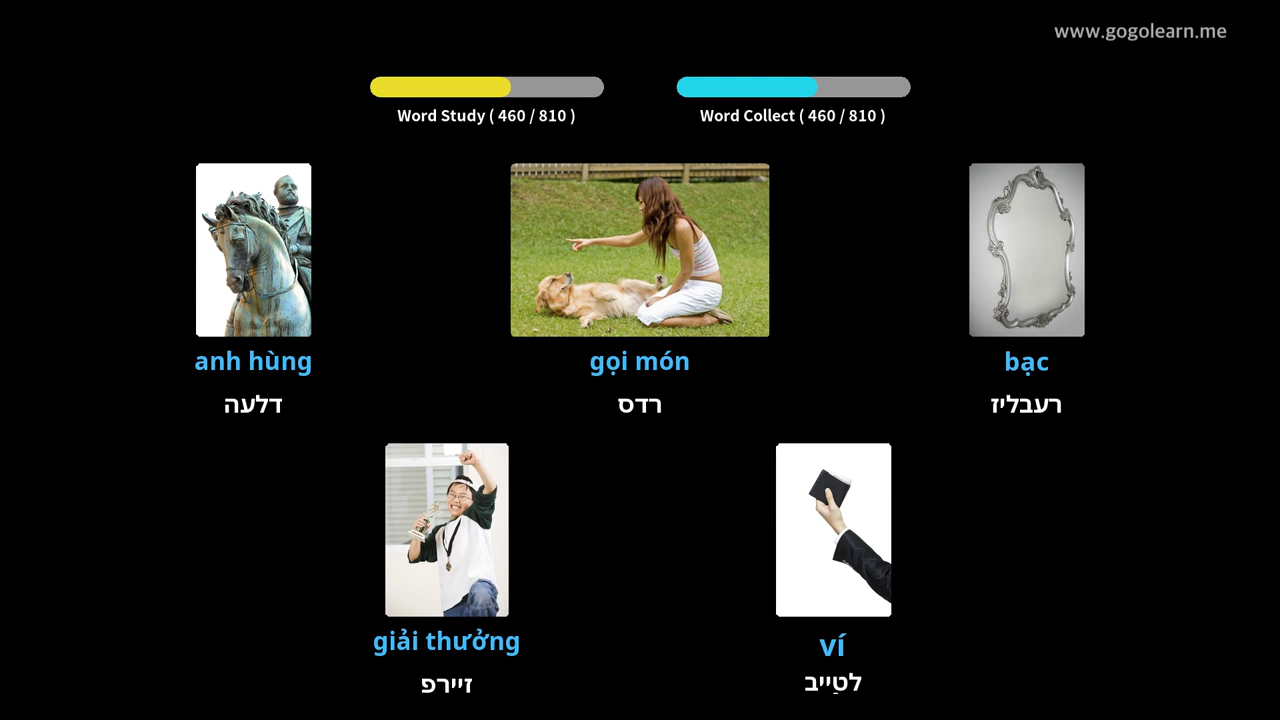 www.gogolearn.me
Word Study ( 460 / 810 )
Word Collect ( 460 / 810 )
anh hùng
דלעה
gọi món
רדס
bạc
רעבליז
giải thưởng
זיירפ
ví
לטַייב